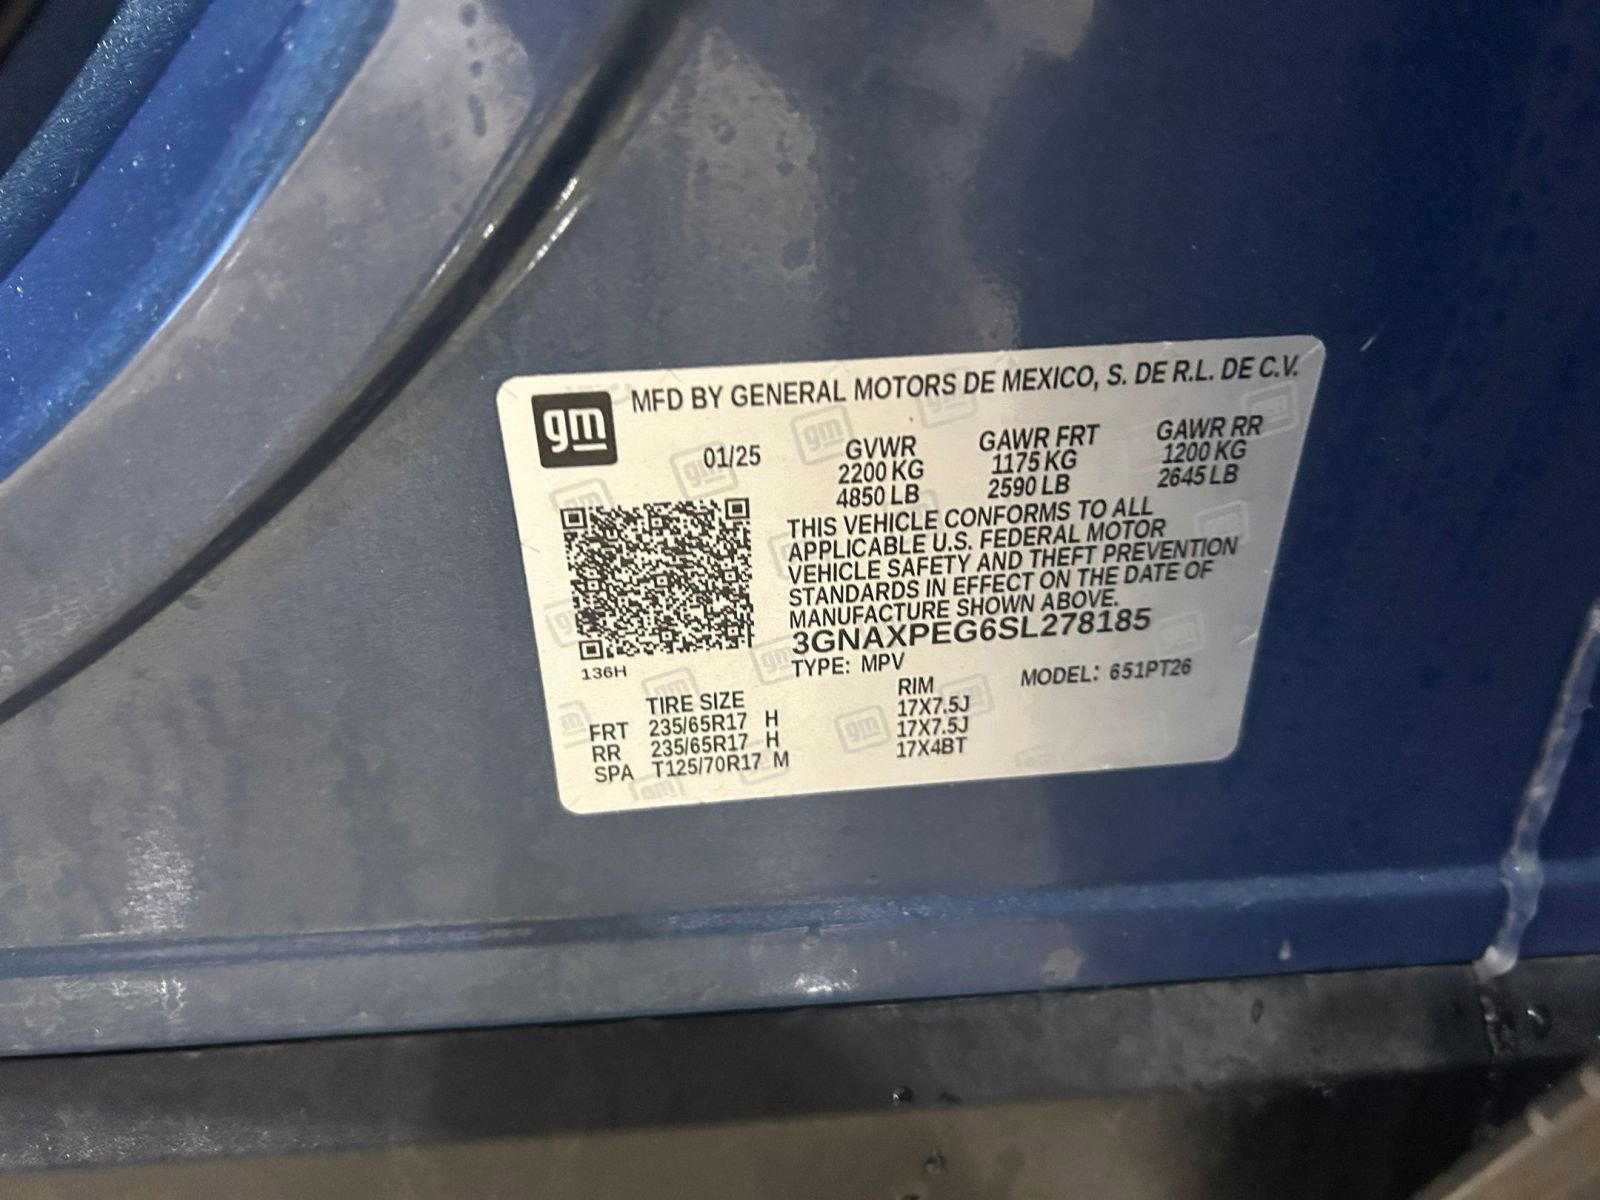 gm MFD BY GENERAL MOTORS DE MEXICO, S. DE R.L. DE C.V.
01/25 GVWR GAWR FRT GAWR RR
2200 KG 1175 KG 1200 KG
4850 LB 2590 LB 2645 LB
THIS VEHICLE CONFORMS TO ALL
APPLICABLE U.S. FEDERAL MOTOR
VEHICLE SAFETY AND THEFT PREVENTION
STANDARDS IN EFFECT ON THE DATE OF
MANUFACTURE SHOWN ABOVE.
3GNAXPEG6SL278185
136H TYPE: MPV MODEL: 651PT26
TIRE SIZE RIM
FRT 235/65R17 H 17X7.5J
RR 235/65R17 H 17X7.5J
SPA T125/70R17 M 17X4BT